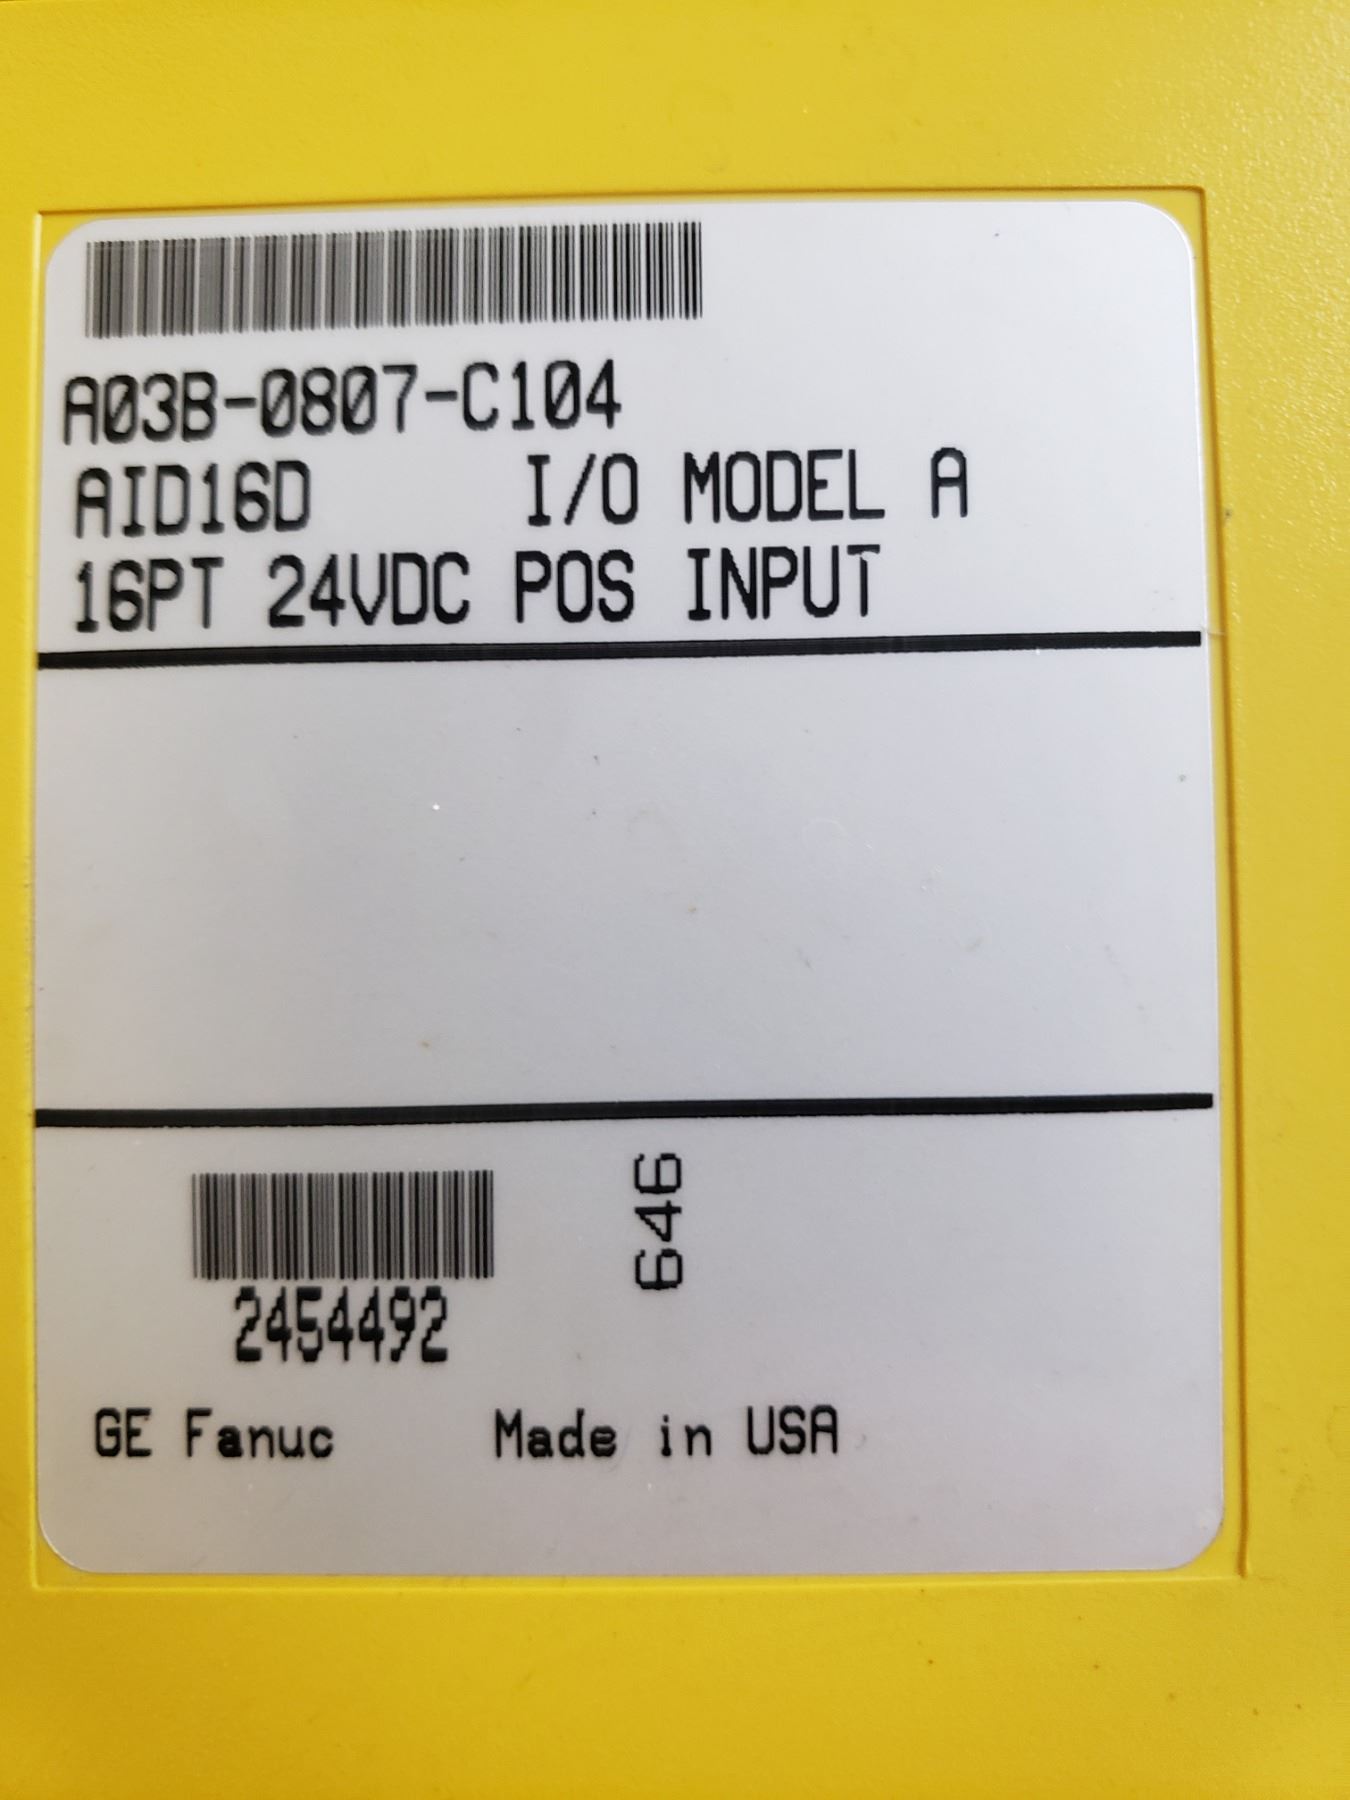 A03B-0807-C104
AID16D I/O MODEL A
16PT 24VDC POS INPUT
646
2454492
GE Fanuc Made in USA